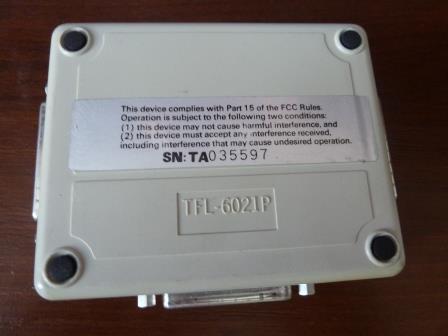 This device complies with Part 15 of the FCC Rules.
Operation is subject to the following two conditions:
(1) this device may not cause harmful interference, and
(2) this device must accept any interference received,
including interference that may cause undesired operation.
SN:TA035597
TFL-6021P